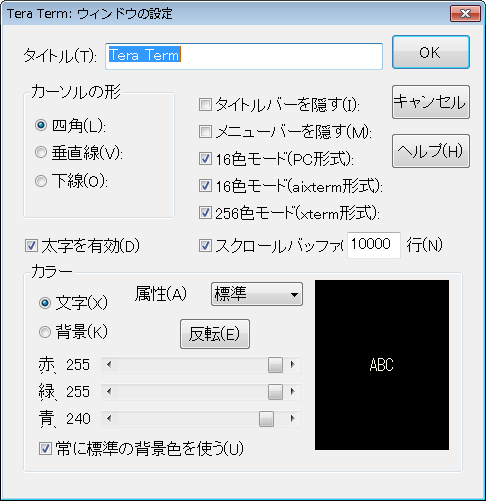 Tera Term: ウィンドウの設定
タイトル(T): Tera Term OK
カーソルの形
四角(L):
垂直線(V):
下線(O):
タイトルバーを隠す(I):
メニューバーを隠す(M):
16色モード(PC形式):
16色モード(aixterm形式):
256色モード(xterm形式):
キャンセル
ヘルプ(H)
太字を有効(D)
スクロールバッファ( 10000 行(N)
カラー
文字(X)
背景(K)
属性(A) 標準
反転(E)
赤、 255
緑、 255
青、 240
ABC
常に標準の背景色を使う(U)